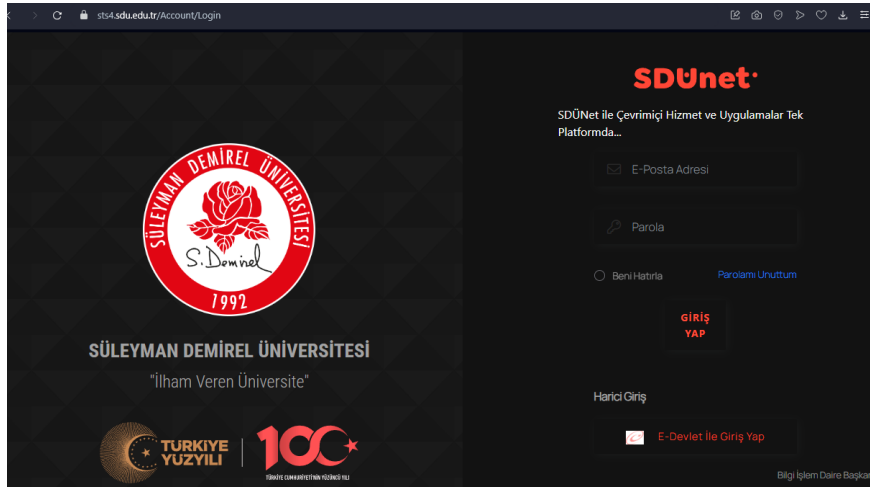 sts4.sdu.edu.tr/Account/Login
SÜLEYMAN DEMİREL ÜNİVERSİTESİ
S. Demirel
1992
SÜLEYMAN DEMİREL ÜNİVERSİTESİ
"İlham Veren Üniversite"
TÜRKİYE
YÜZYILI
100
TÜRKİYE CUMHURİYETİ'NİN YÜZÜNCÜ YILI
SDÜnet
SDÜNet ile Çevrimiçi Hizmet ve Uygulamalar Tek
Platformda...
E-Posta Adresi
Parola
Beni Hatırla
Parolamı Unuttum
GİRİŞ
YAP
Harici Giriş
E-Devlet İle Giriş Yap
Bilgi İşlem Daire Başkan